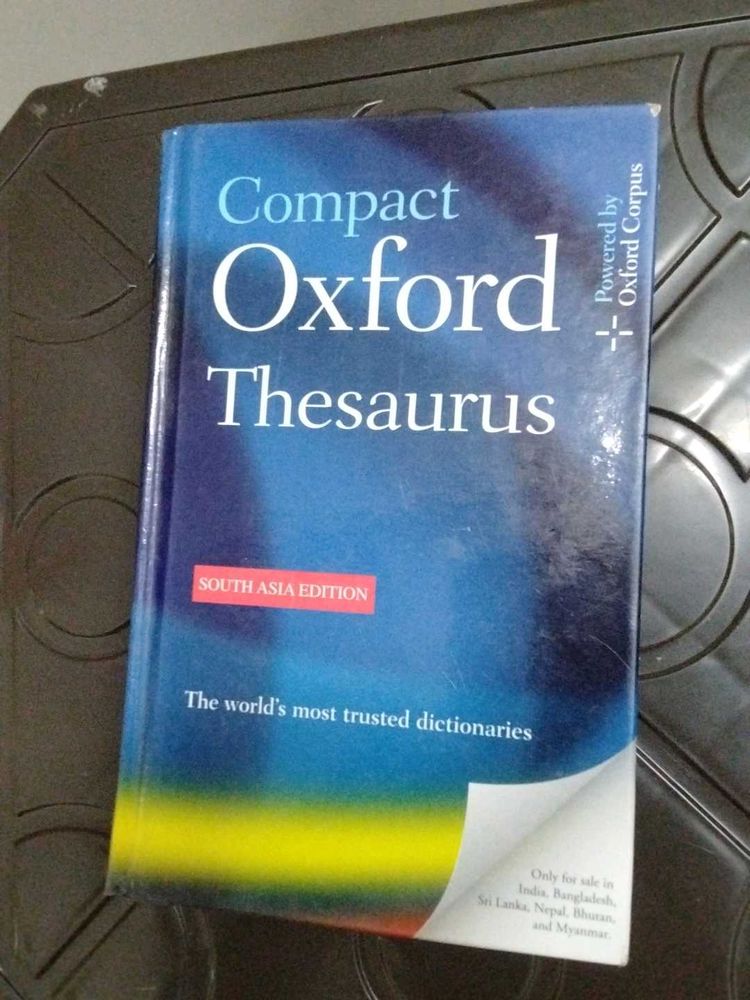 Compact
Oxford
Thesaurus
Powered by
Oxford Corpus
SOUTH ASIA EDITION
The world's most trusted dictionaries
Only for sale in
India, Bangladesh,
Sri Lanka, Nepal, Bhutan,
and Myanmar.